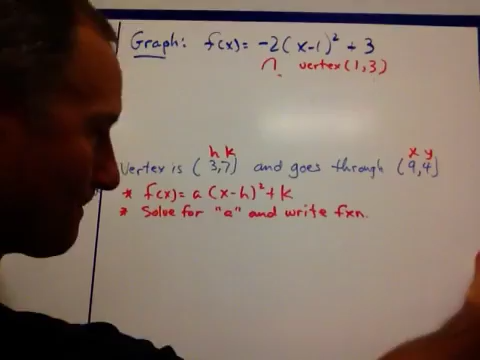 Graph: f(x) = -2(x-1)² + 3
∩ vertex (1,3)
h k x y
Vertex is (3,7) and goes through (9,4)
* f(x) = a(x-h)² + k
* Solve for "a" and write fxn.